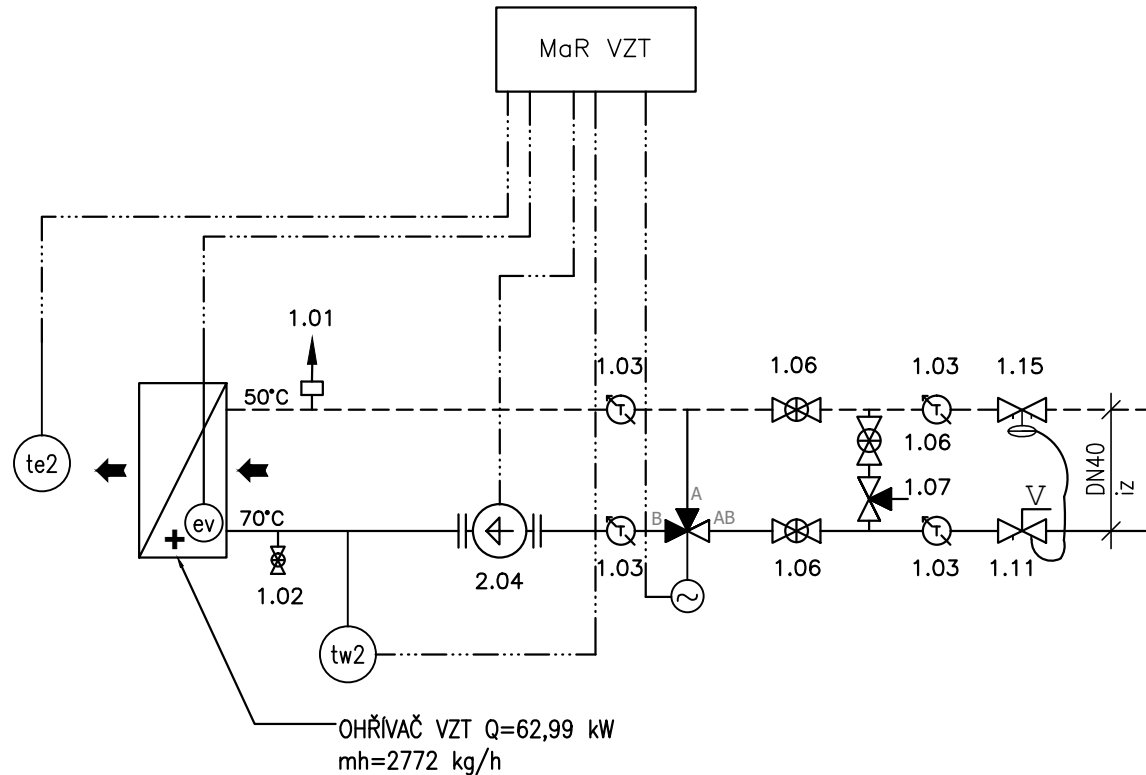 MaR VZT
1.01
1.03
1.06
1.03
1.15
50°C
te2
1.06
DN40
iz
1.07
A
ev
70°C
B
AB
V
T
T
T
T
1.02
2.04
1.03
1.06
1.03
1.11
tw2
OHŘÍVAČ VZT Q=62,99 kW
mh=2772 kg/h